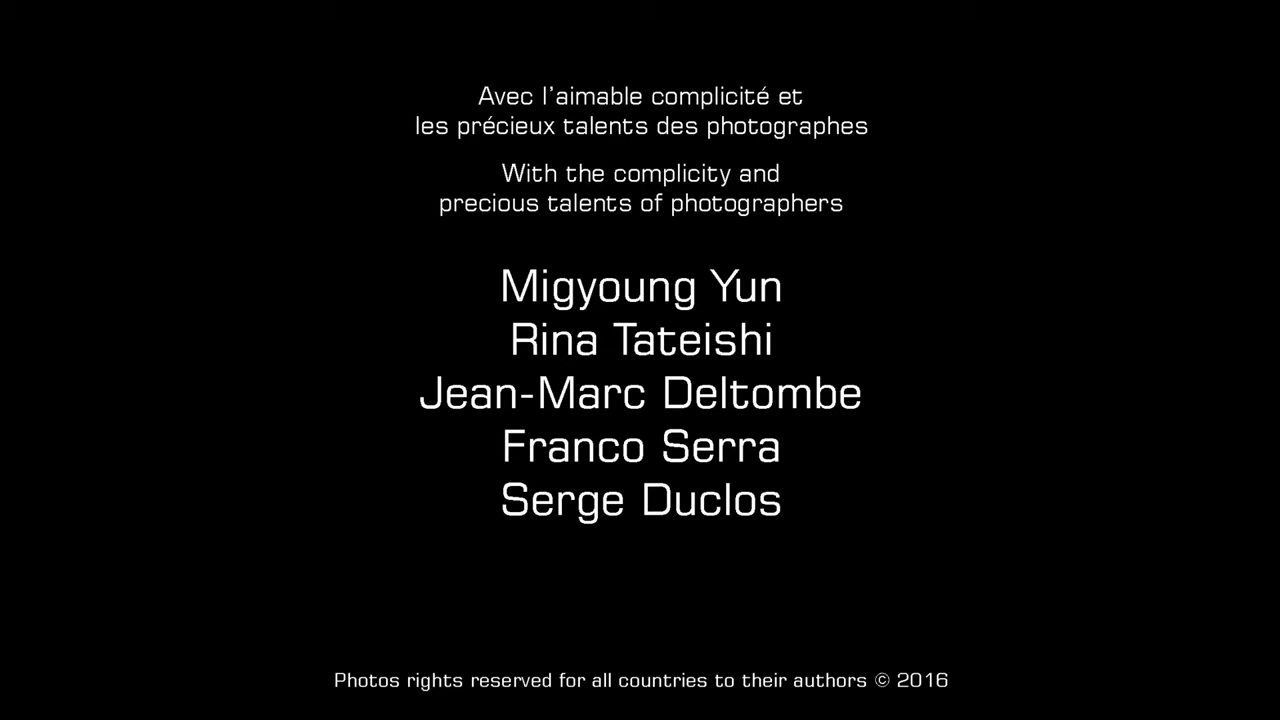 Avec l'aimable complicité et
les précieux talents des photographes
With the complicity and
precious talents of photographers
Migyoung Yun
Rina Tateishi
Jean-Marc Deltombe
Franco Serra
Serge Duclos
Photos rights reserved for all countries to their authors © 2016